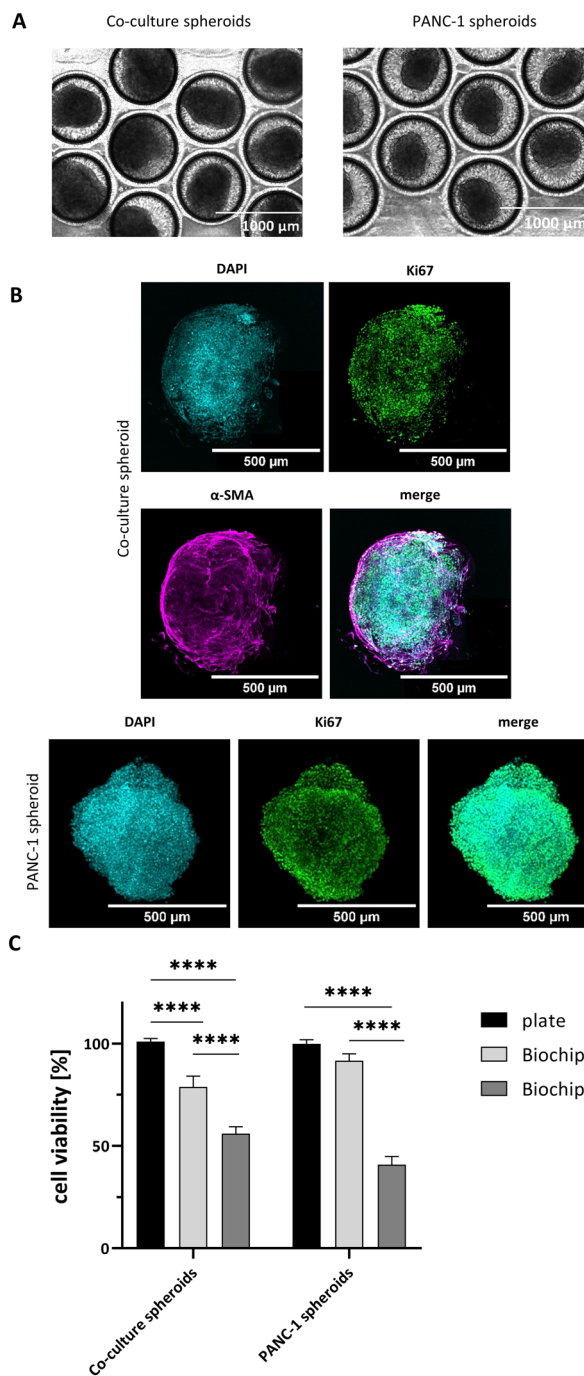 A
Co-culture spheroids
PANC-1 spheroids
1000 µm
1000 µm
B
DAPI
Ki67
Co-culture spheroid
500 µm
500 µm
α-SMA
merge
500 µm
500 µm
DAPI
Ki67
merge
PANC-1 spheroid
500 µm
500 µm
500 µm
C
****
****
****
****
****
cell viability [%]
100
50
0
Co-culture spheroids
PANC-1 spheroids
plate
Biochip
Biochip